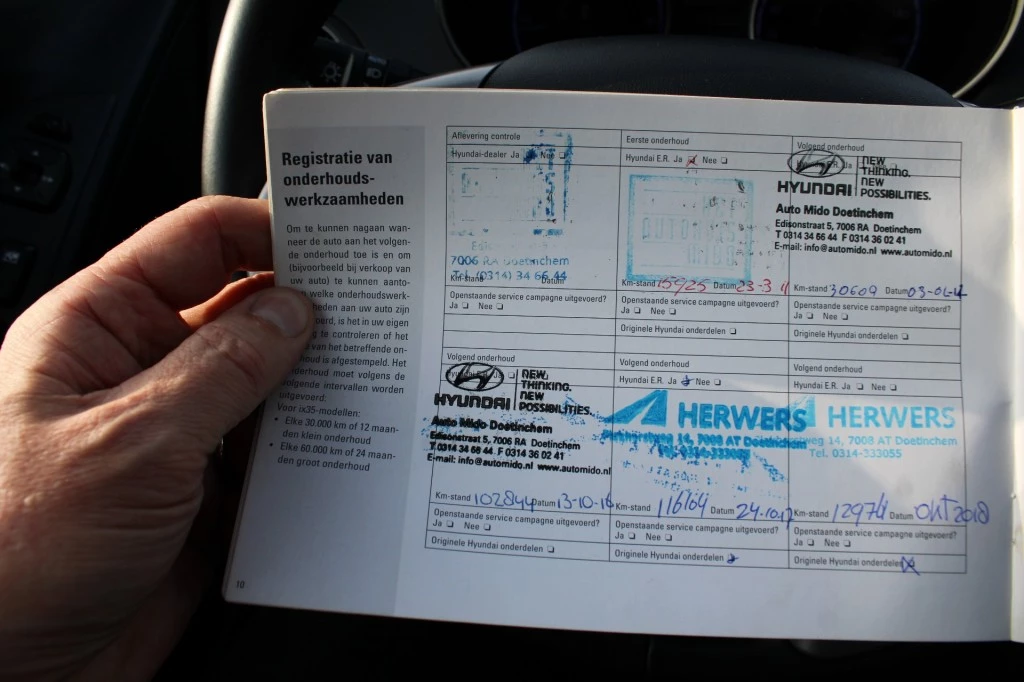 Registratie van
onderhouds-
werkzaamheden
Om te kunnen nagaan wan-
neer de auto aan het volgen-
de onderhoud toe is en om
(bijvoorbeeld bij verkoop van
uw auto) te kunnen aanto-
welke onderhoudswerk-
heden aan uw auto zijn
oerd, is het in uw eigen
g te controleren of het
van het betreffende on-
houd is afgestempeld. Het
derhoud moet volgens de
volgende intervallen worden
uitgevoerd:
Voor ix35-modellen:
• Elke 30.000 km of 12 maan-
den klein onderhoud
• Elke 60.000 km of 24 maan-
den groot onderhoud
10
Aflevering controle
Hyundai-dealer Ja Nee ❑
7006 RA Doetinchem
Tel. (0314) 34 66 44
Km-stand Datum
Openstaande service campagne uitgevoerd?
Ja ❑ Nee ❑
Eerste onderhoud
Hyundai E.R. Ja ❑ Nee ❑
Km-stand 15925 Datum 23-3 11
Openstaande service campagne uitgevoerd?
Ja ❑ Nee ❑
Originele Hyundai onderdelen ❑
Volgend onderhoud
HYUNDAI
NEW
THINKING.
NEW
POSSIBILITIES.
Auto Mido Doetinchem
Edisonstraat 5, 7006 RA Doetinchem
T 0314 34 66 44 F 0314 36 02 41
E-mail: info@automido.nl www.automido.nl
Km-stand 30609 Datum
Openstaande service campagne uitgevoerd?
Ja ❑ Nee ❑
Originele Hyundai onderdelen ❑
Volgend onderhoud
HYUNDAI
NEW
THINKING.
NEW
POSSIBILITIES.
Auto Mido Doetinchem
Edisonstraat 5, 7006 RA Doetinchem
T 0314 34 66 44 F 0314 36 02 41
E-mail: info@automido.nl www.automido.nl
Km-stand 102844 Datum 13-10-16
Openstaande service campagne uitgevoerd?
Ja ❑ Nee ❑
Originele Hyundai onderdelen ❑
Volgend onderhoud
Hyundai E.R. Ja ❑ Nee ❑
HERWERS
14, 7008 AT Doetinchem
Tel. 0314-333055
Km-stand 116164 Datum 24-10-17
Openstaande service campagne uitgevoerd?
Ja ❑ Nee ❑
Originele Hyundai onderdelen ❑
Volgend onderhoud
Hyundai E.R. Ja ❑ Nee ❑
HERWERS
weg 14, 7008 AT Doetinchem
Tel. 0314-333055
Km-stand 12974 Datum okt 2018
Openstaande service campagne uitgevoerd?
Ja ❑ Nee ❑
Originele Hyundai onderdelen